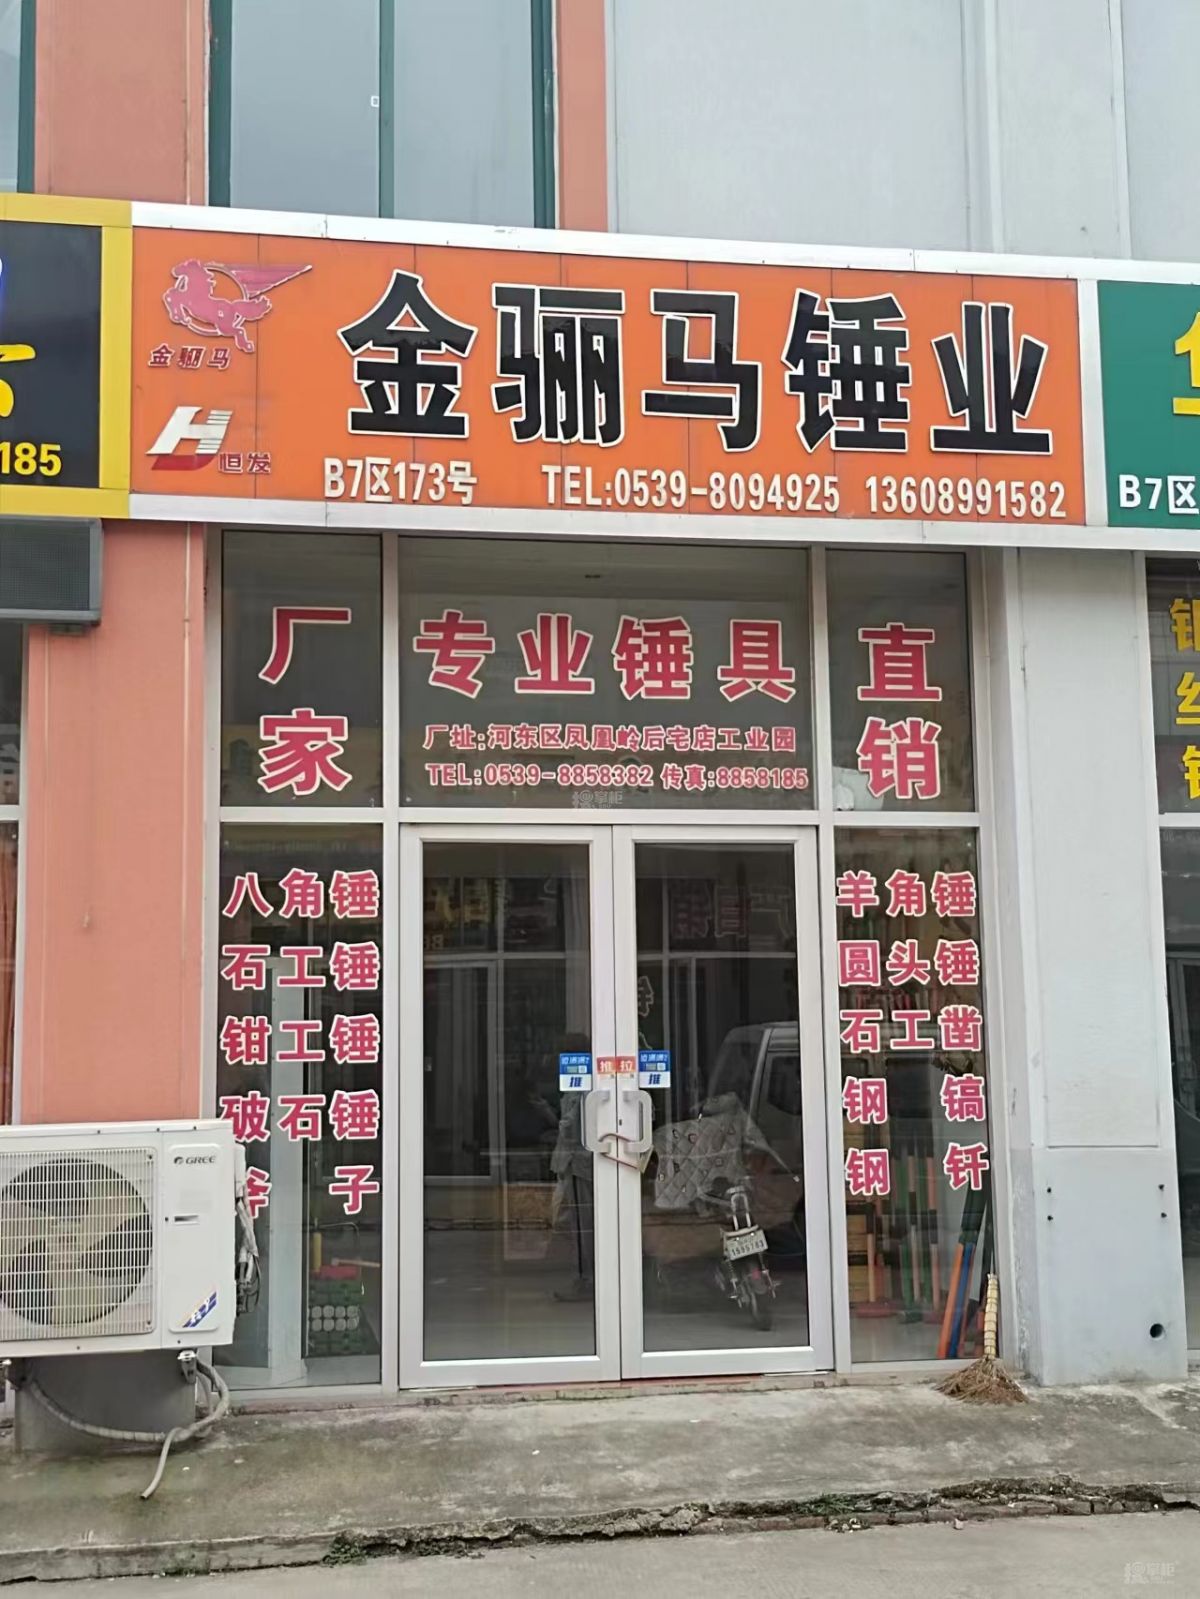 金骊马
恒发
金骊马锤业
B7区173号 TEL:0539-8094925 13608991582
185
B7区
厂家
专业锤具
直销
厂址:河东区凤凰岭后宅店工业园
TEL:0539-8858382 传真:8858185
八角锤
石工锤
钳工锤
破石锤
斧子
羊角锤
圆头锤
石工凿
钢镐
钢钎
推
推
拉
推
GREE